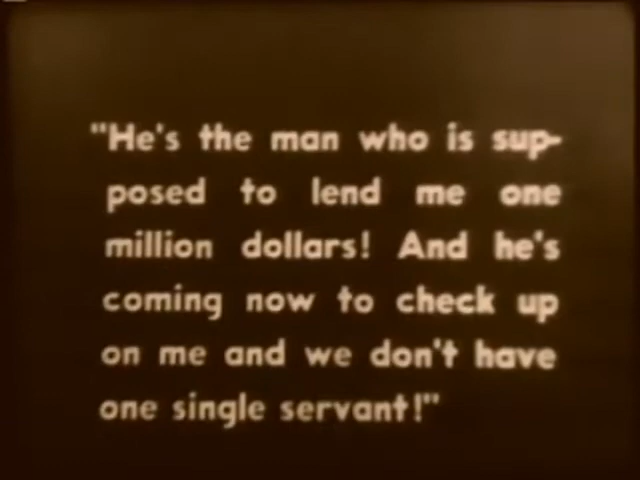 "He's the man who is sup-
posed to lend me one
million dollars! And he's
coming now to check up
on me and we don't have
one single servant!"